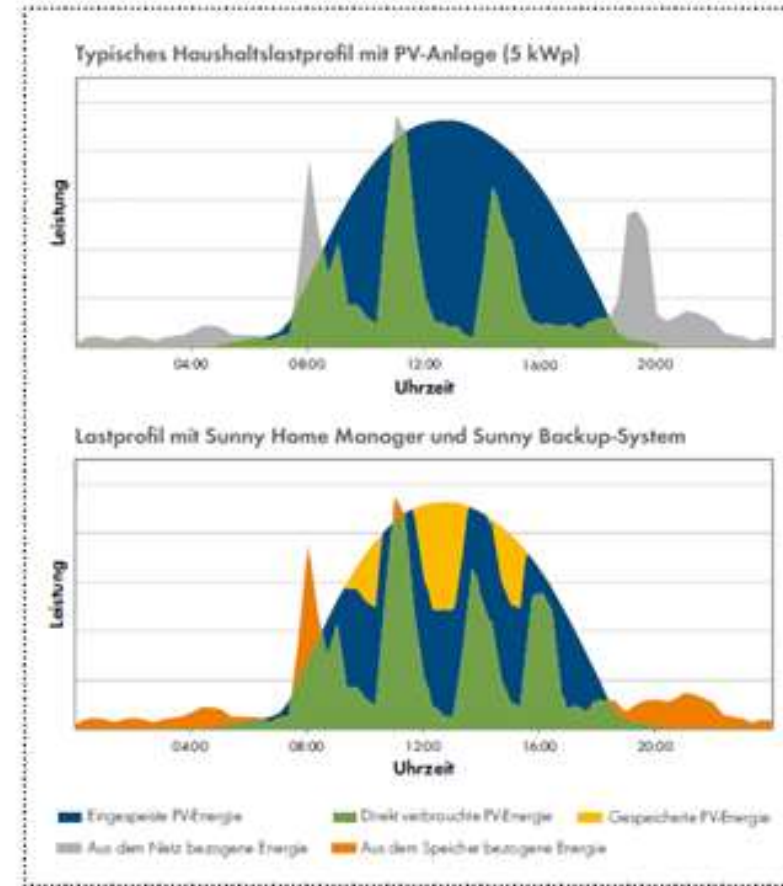 Typisches Haushaltslastprofil mit PV-Anlage (5 kWp)
Leistung
04:00 08:00 12:00 16:00 20:00
Uhrzeit
Lastprofil mit Sunny Home Manager und Sunny Backup-System
Leistung
04:00 08:00 12:00 16:00 20:00
Uhrzeit
Eingespeiste PV-Energie Direkt verbrauchte PV-Energie Gespeicherte PV-Energie
Aus dem Netz bezogene Energie Aus dem Speicher bezogene Energie